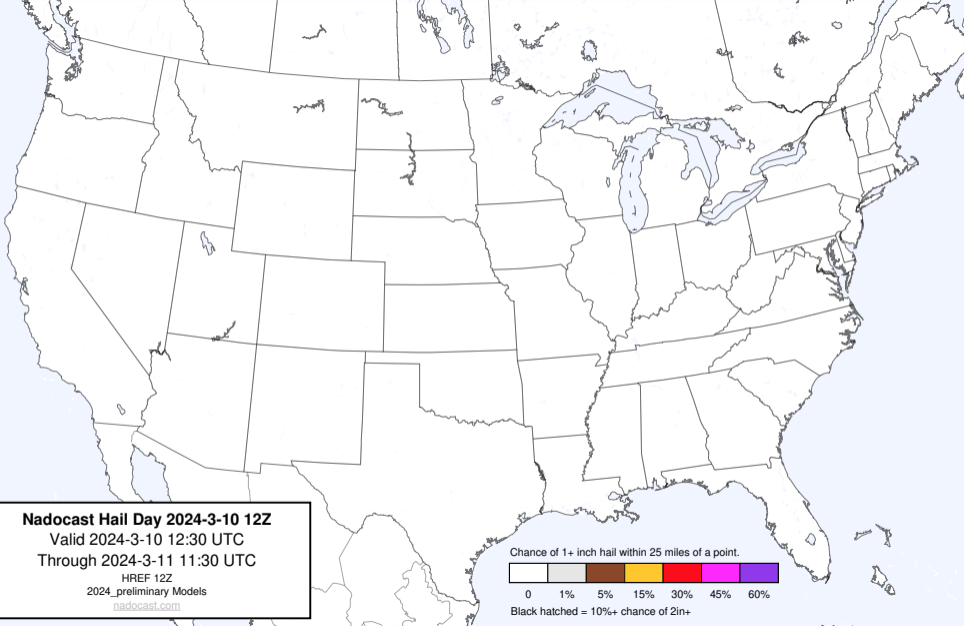 Nadocast Hail Day 2024-3-10 12Z
Valid 2024-3-10 12:30 UTC
Through 2024-3-11 11:30 UTC
HREF 12Z
2024_preliminary Models
nadocast.com
Chance of 1+ inch hail within 25 miles of a point.
0 1% 5% 15% 30% 45% 60%
Black hatched = 10%+ chance of 2in+